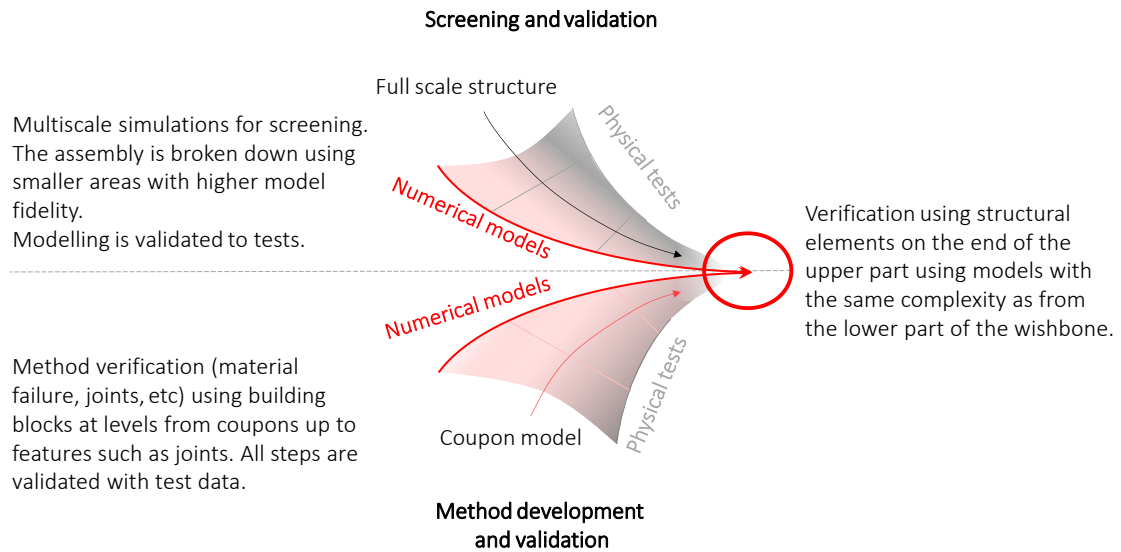 Screening and validation
Full scale structure
Multiscale simulations for screening.
The assembly is broken down using
smaller areas with higher model
fidelity.
Modelling is validated to tests.
Physical tests
Numerical models
Verification using structural
elements on the end of the
upper part using models with
the same complexity as from
the lower part of the wishbone.
Numerical models
Physical tests
Method verification (material
failure, joints, etc) using building
blocks at levels from coupons up to
features such as joints. All steps are
validated with test data.
Coupon model
Method development
and validation